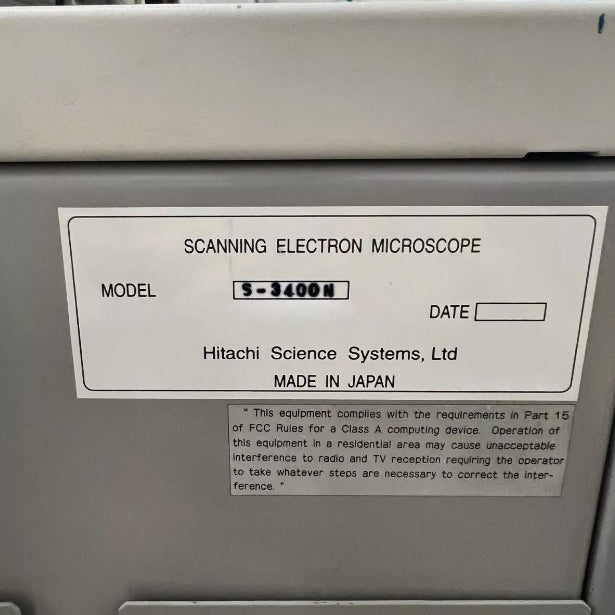 SCANNING ELECTRON MICROSCOPE
MODEL S-3400N
DATE
Hitachi Science Systems, Ltd
MADE IN JAPAN
" This equipment complies with the requirements in Part 15
of FCC Rules for a Class A computing device. Operation of
this equipment in a residential area may cause unacceptable
interference to radio and TV reception requiring the operator
to take whatever steps are necessary to correct the inter-
ference. "